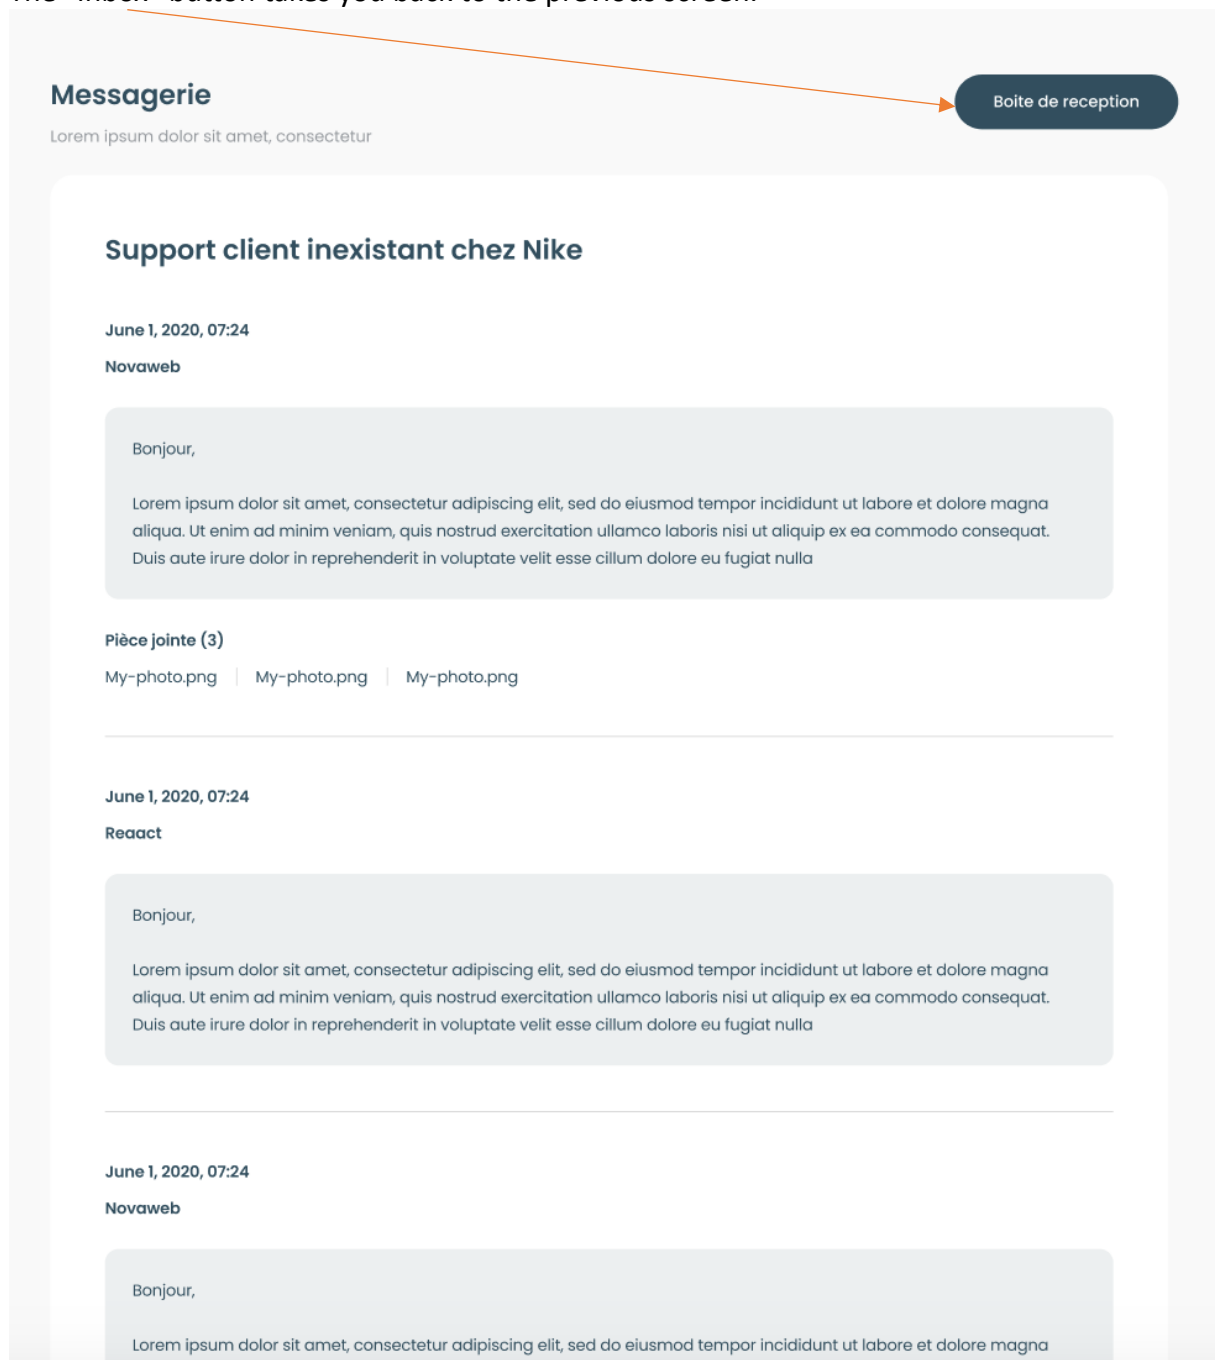 button takes you back to the previous screen.
Messagerie
Boite de reception
Lorem ipsum dolor sit amet, consectetur
Support client inexistant chez Nike
June 1, 2020, 07:24
Novaweb
Bonjour,
Lorem ipsum dolor sit amet, consectetur adipiscing elit, sed do eiusmod tempor incididunt ut labore et dolore magna
aliqua. Ut enim ad minim veniam, quis nostrud exercitation ullamco laboris nisi ut aliquip ex ea commodo consequat.
Duis aute irure dolor in reprehenderit in voluptate velit esse cillum dolore eu fugiat nulla
Pièce jointe (3)
My-photo.png | My-photo.png | My-photo.png
June 1, 2020, 07:24
Reaact
Bonjour,
Lorem ipsum dolor sit amet, consectetur adipiscing elit, sed do eiusmod tempor incididunt ut labore et dolore magna
aliqua. Ut enim ad minim veniam, quis nostrud exercitation ullamco laboris nisi ut aliquip ex ea commodo consequat.
Duis aute irure dolor in reprehenderit in voluptate velit esse cillum dolore eu fugiat nulla
June 1, 2020, 07:24
Novaweb
Bonjour,
Lorem ipsum dolor sit amet, consectetur adipiscing elit, sed do eiusmod tempor incididunt ut labore et dolore magna